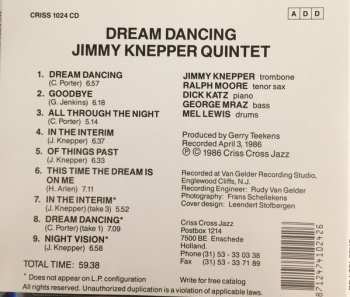 CRISS 1024 CD
A D D
DREAM DANCING
JIMMY KNEPPER QUINTET
1. DREAM DANCING
(C. Porter) 6.57
2. GOODBYE
(G. Jenkins) 6.18
3. ALL THROUGH THE NIGHT
(C. Porter) 5.14
4. IN THE INTERIM
(J. Knepper) 6.37
5. OF THINGS PAST
(J. Knepper) 6.33
6. THIS TIME THE DREAM IS
ON ME
(H. Arlen) 7.11
7. IN THE INTERIM*
(J. Knepper) (take 3) 5.52
8. DREAM DANCING*
(C. Porter) (take 1) 7.09
9. NIGHT VISION*
(J. Knepper) 7.34
TOTAL TIME: 59.38
JIMMY KNEPPER trombone
RALPH MOORE tenor sax
DICK KATZ piano
GEORGE MRAZ bass
MEL LEWIS drums
Produced by Gerry Teekens
Recorded April 3, 1986
Ⓟ © 1986 Criss Cross Jazz
Recorded at Van Gelder Recording Studio,
Englewood Cliffs, N.J.
Recording Engineer: Rudy Van Gelder
Photography: Frans Schellekens
Cover design: Leendert Stofbergen
Criss Cross Jazz
Postbox 1214
7500 BE Enschede
Holland.
Phone (31) 53 - 33 03 38
Fax (31) 53 - 33 71 89
8712474102426
* Does not appear on L.P. configuration
Write for free catalog
All rights reserved. Unauthorized duplication is a violation of applicable laws.